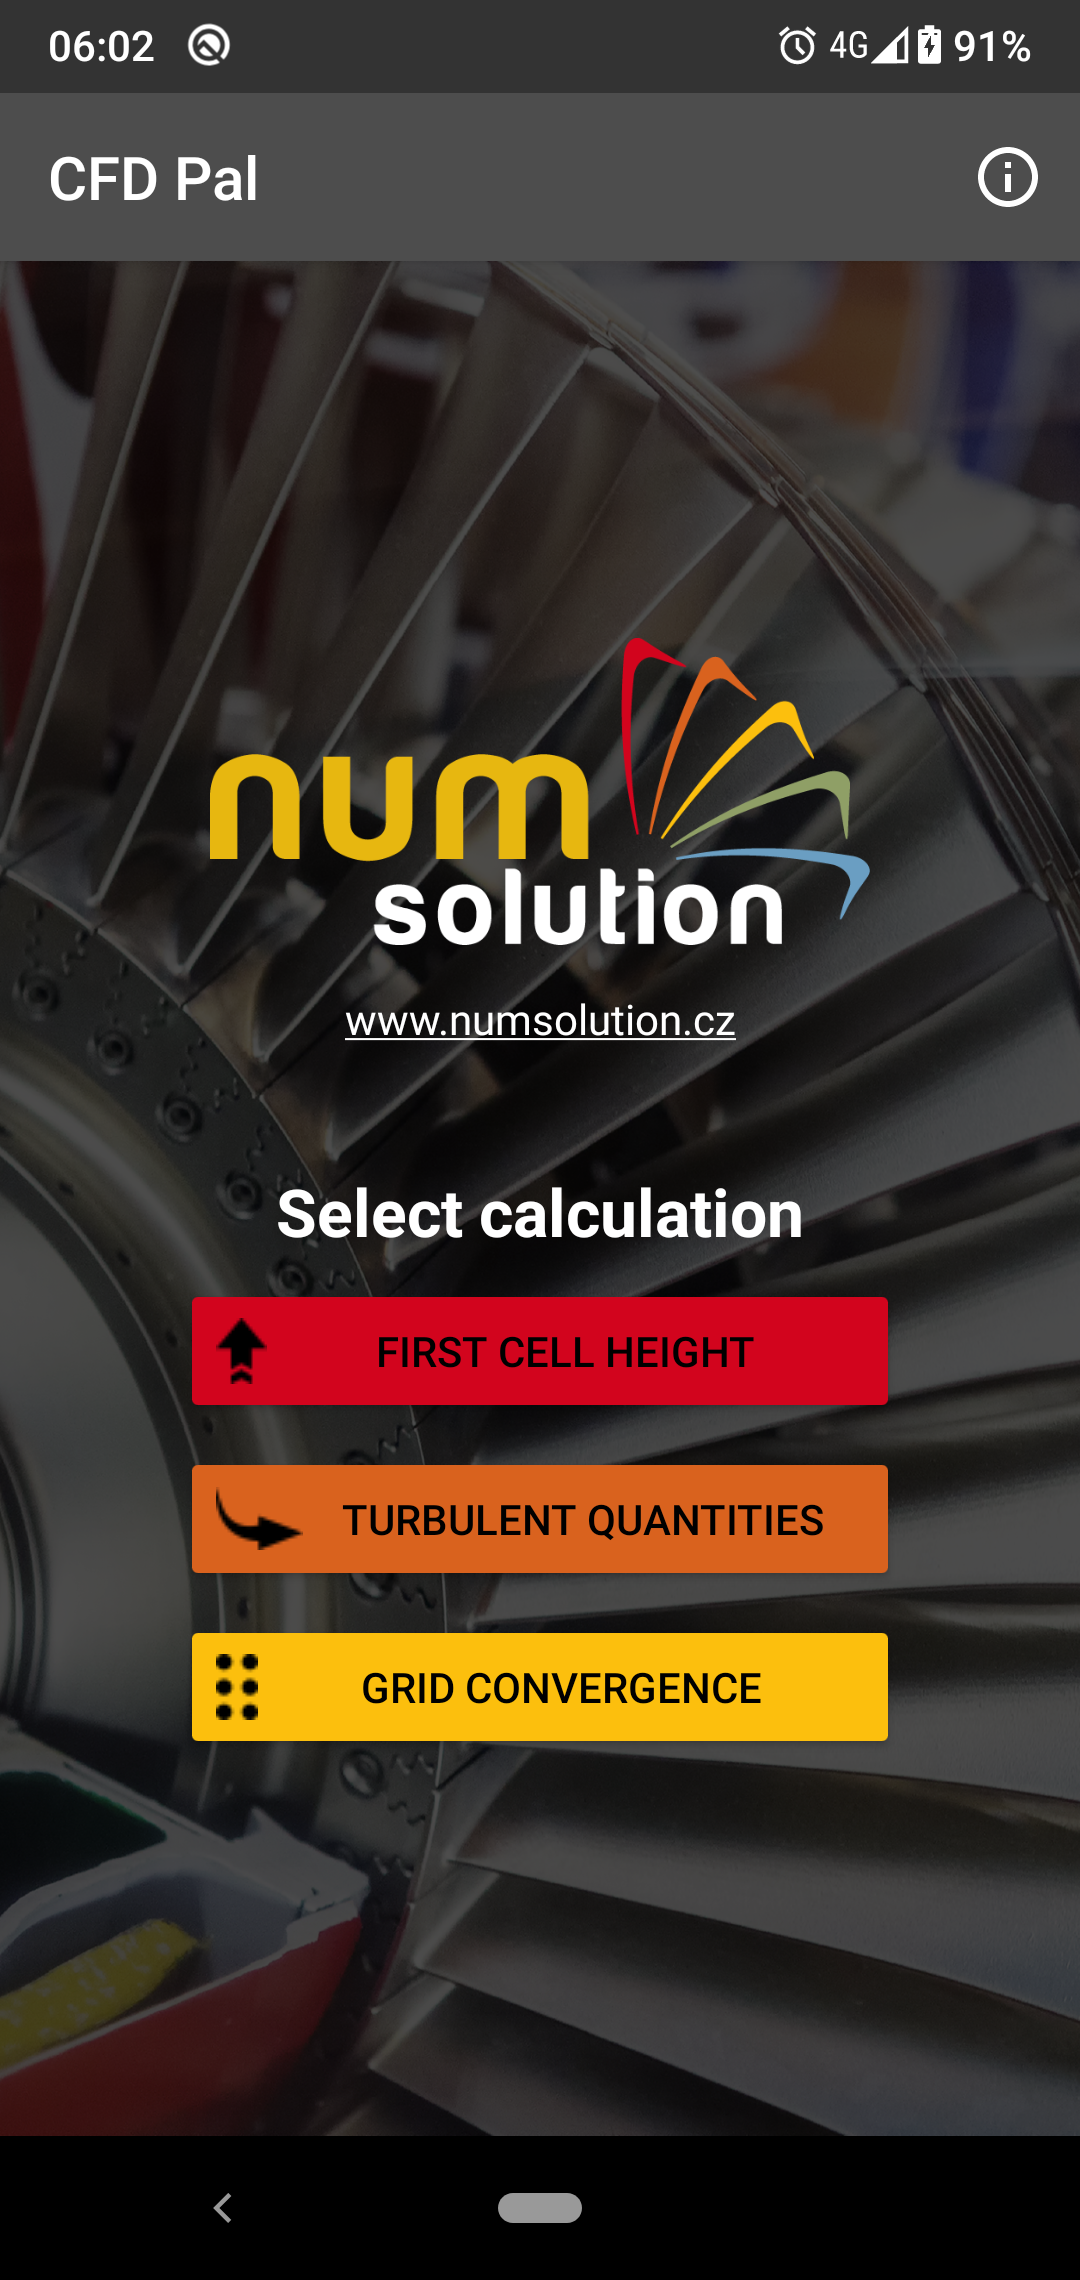 06:02
4G
91%
CFD Pal
num
solution
www.numsolution.cz
Select calculation
FIRST CELL HEIGHT
TURBULENT QUANTITIES
GRID CONVERGENCE